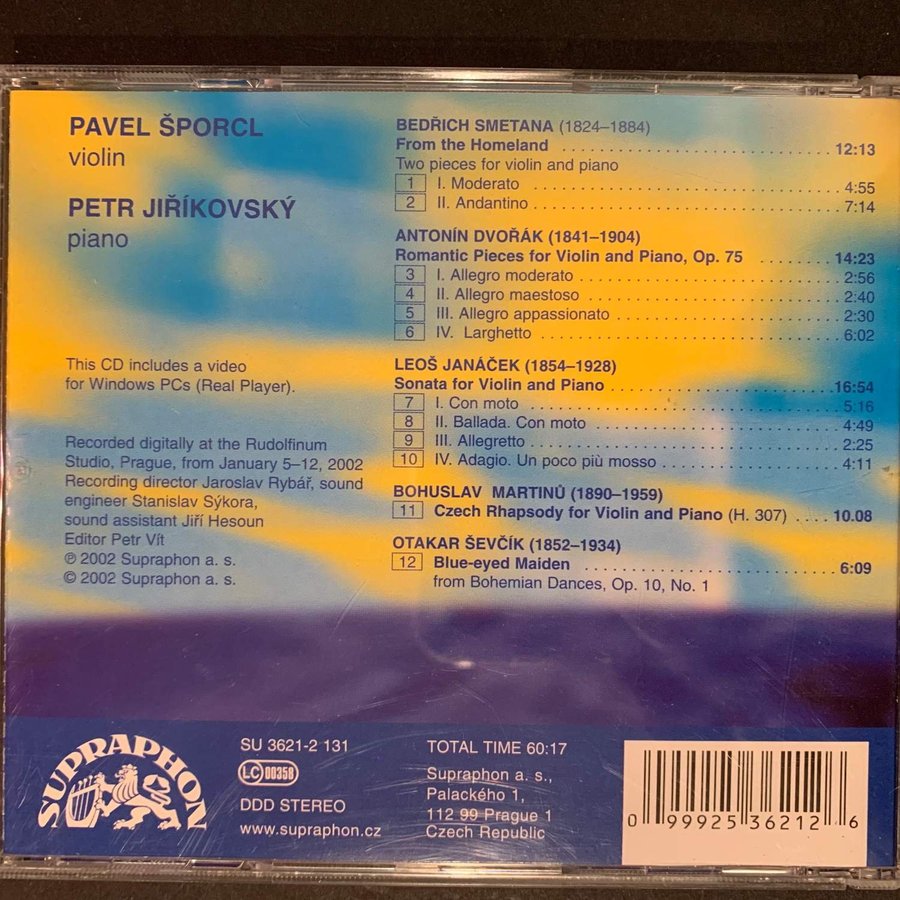 PAVEL ŠPORCL
violin
PETR JIŘÍKOVSKÝ
piano
This CD includes a video
for Windows PCs (Real Player).
Recorded digitally at the Rudolfinum
Studio, Prague, from January 5–12, 2002
Recording director Jaroslav Rybář, sound
engineer Stanislav Sýkora,
sound assistant Jiří Hesoun
Editor Petr Vít
℗ 2002 Supraphon a. s.
© 2002 Supraphon a. s.
BEDŘICH SMETANA (1824–1884)
From the Homeland 12:13
Two pieces for violin and piano
1 I. Moderato 4:55
2 II. Andantino 7:14
ANTONÍN DVOŘÁK (1841–1904)
Romantic Pieces for Violin and Piano, Op. 75 14:23
3 I. Allegro moderato 2:56
4 II. Allegro maestoso 2:40
5 III. Allegro appassionato 2:30
6 IV. Larghetto 6:02
LEOŠ JANÁČEK (1854–1928)
Sonata for Violin and Piano 16:54
7 I. Con moto 5:16
8 II. Ballada. Con moto 4:49
9 III. Allegretto 2:25
10 IV. Adagio. Un poco più mosso 4:11
BOHUSLAV MARTINŮ (1890–1959)
11 Czech Rhapsody for Violin and Piano (H. 307) 10.08
OTAKAR ŠEVČÍK (1852–1934)
12 Blue-eyed Maiden 6:09
from Bohemian Dances, Op. 10, No. 1
SUPRAPHON
SU 3621-2 131
LC 00358
DDD STEREO
www.supraphon.cz
TOTAL TIME 60:17
Supraphon a. s.,
Palackého 1,
112 99 Prague 1
Czech Republic
0 99925 36212 6